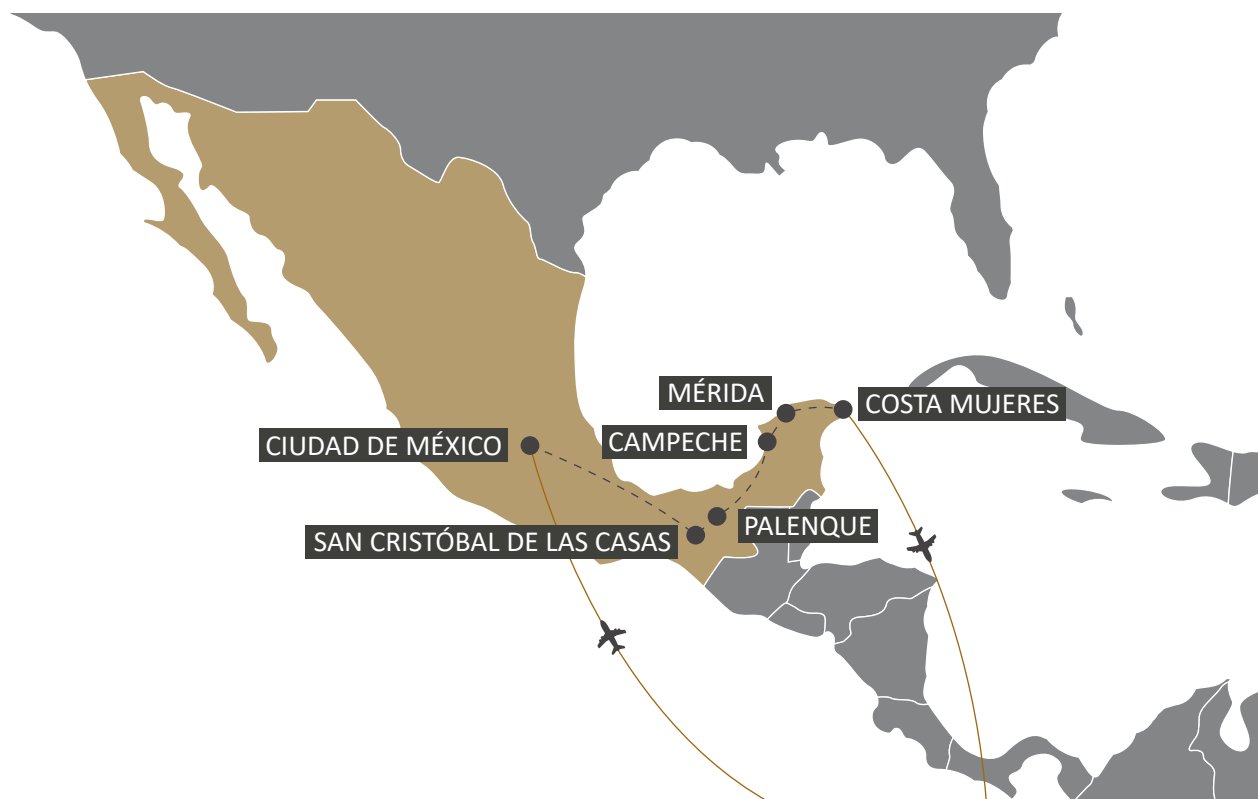 MÉRIDA
COSTA MUJERES
CIUDAD DE MÉXICO
CAMPECHE
PALENQUE
SAN CRISTÓBAL DE LAS CASAS